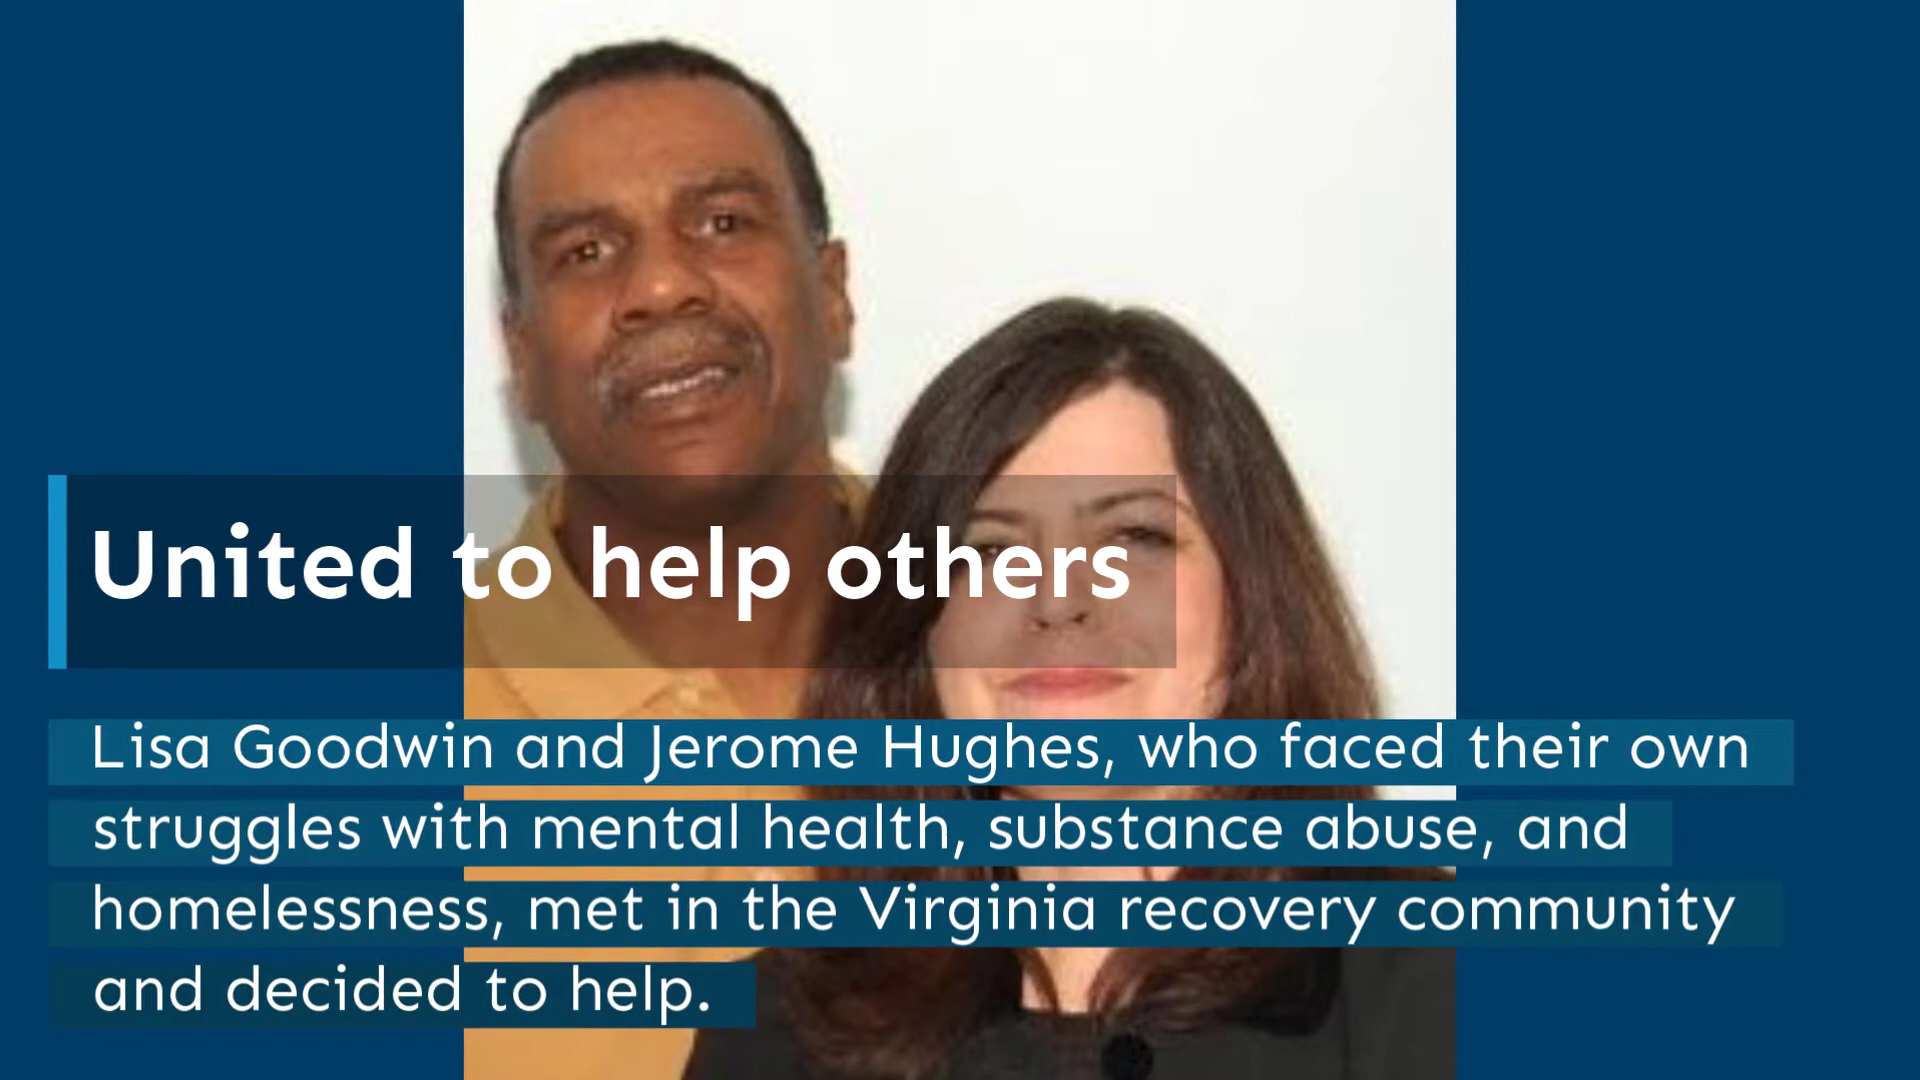 United to help others
Lisa Goodwin and Jerome Hughes, who faced their own
struggles with mental health, substance abuse, and
homelessness, met in the Virginia recovery community
and decided to help.